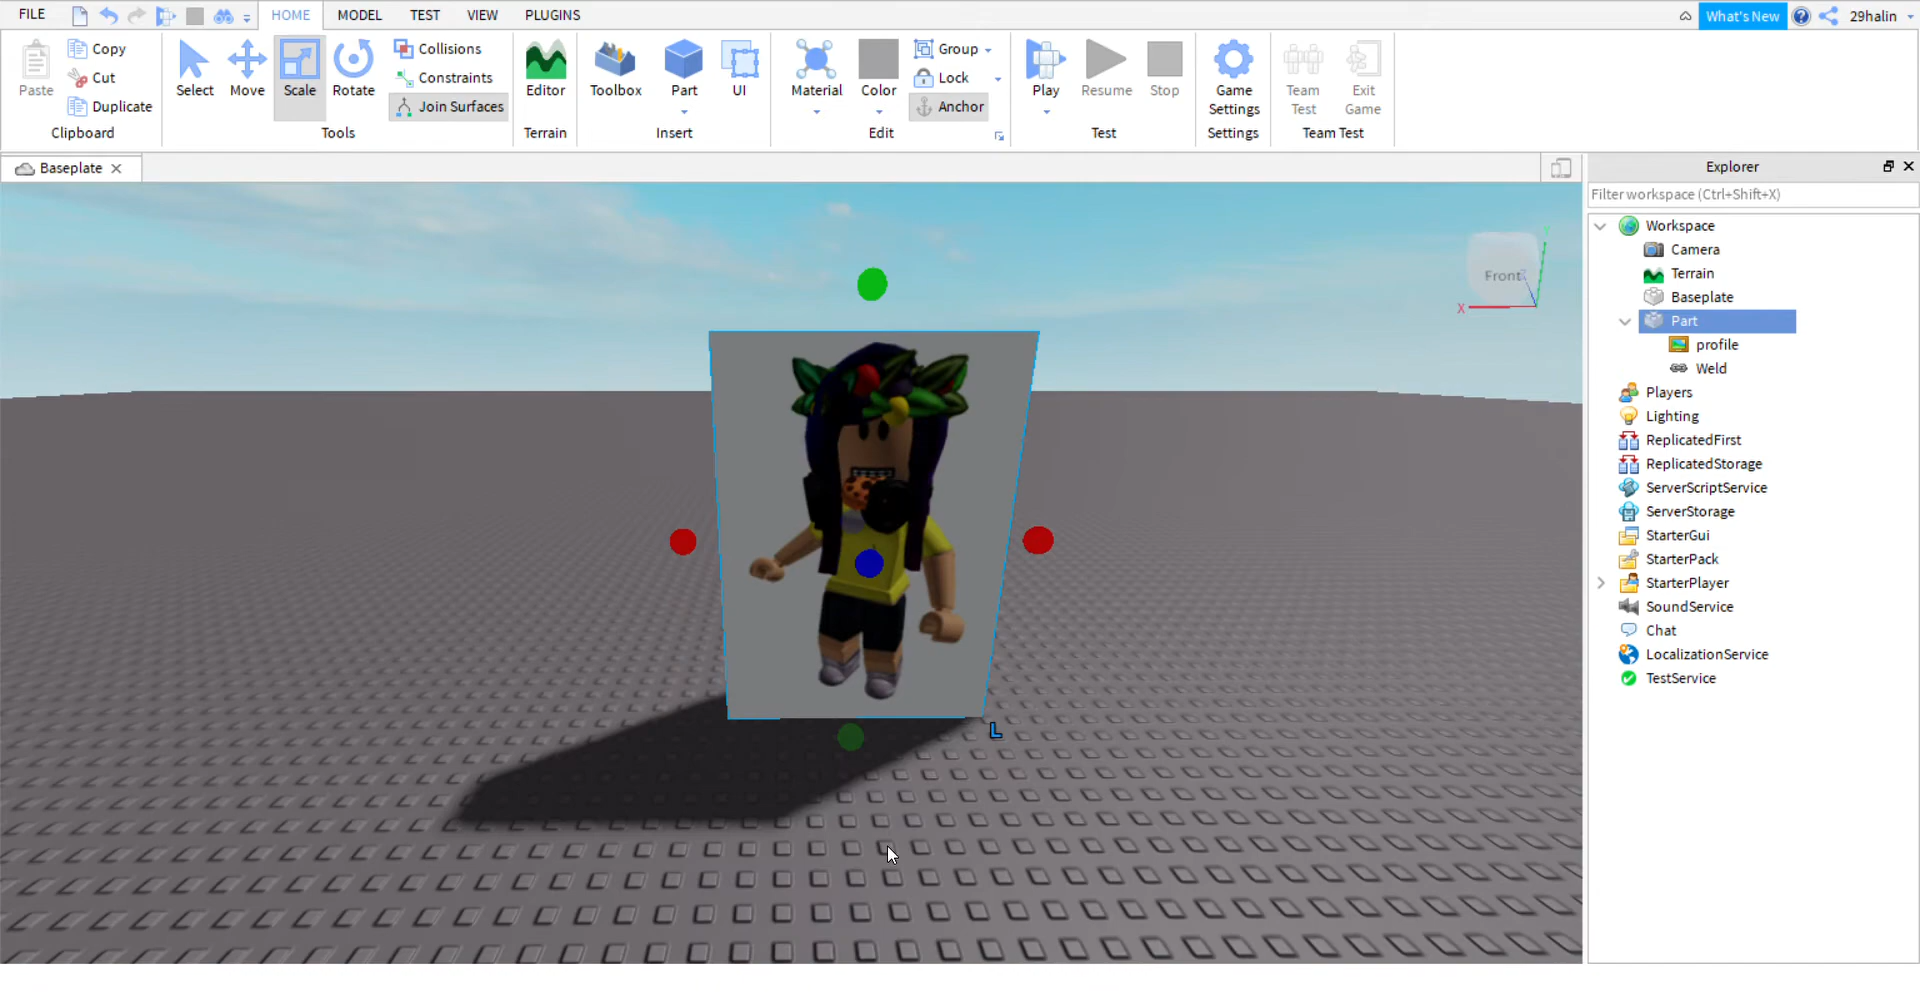 FILE HOME MODEL TEST VIEW PLUGINS What's New 29halin
Paste
Copy
Cut
Duplicate
Clipboard
Select Move Scale Rotate
Collisions
Constraints
Join Surfaces
Tools
Editor
Terrain
Toolbox Part UI
Insert
Material Color
Group
Lock
Anchor
Edit
Play Resume Stop
Test
Game
Settings
Settings
Team
Test
Exit
Game
Team Test
Baseplate
Explorer
Filter workspace (Ctrl+Shift+X)
Workspace
Camera
Terrain
Baseplate
Part
profile
Weld
Players
Lighting
ReplicatedFirst
ReplicatedStorage
ServerScriptService
ServerStorage
StarterGui
StarterPack
StarterPlayer
SoundService
Chat
LocalizationService
TestService
Y
Front
Z
X
L